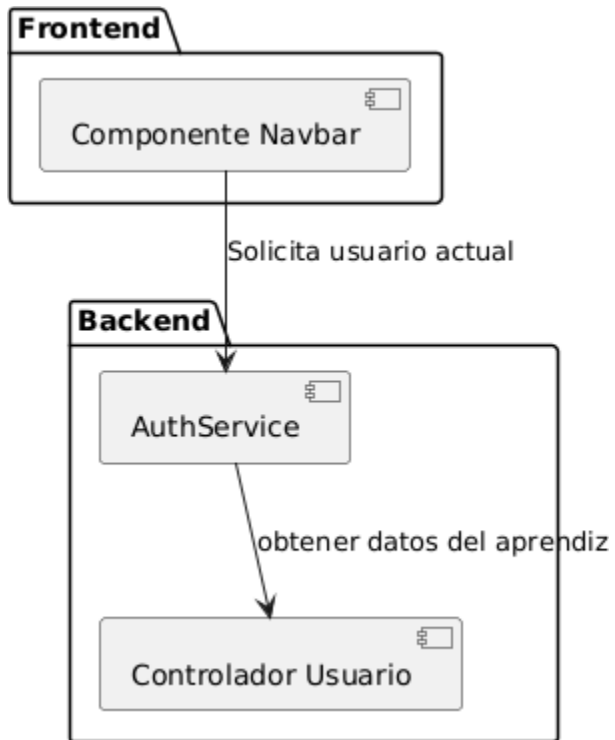 Frontend
Componente Navbar
Solicita usuario actual
Backend
AuthService
obtener datos del aprendiz
Controlador Usuario